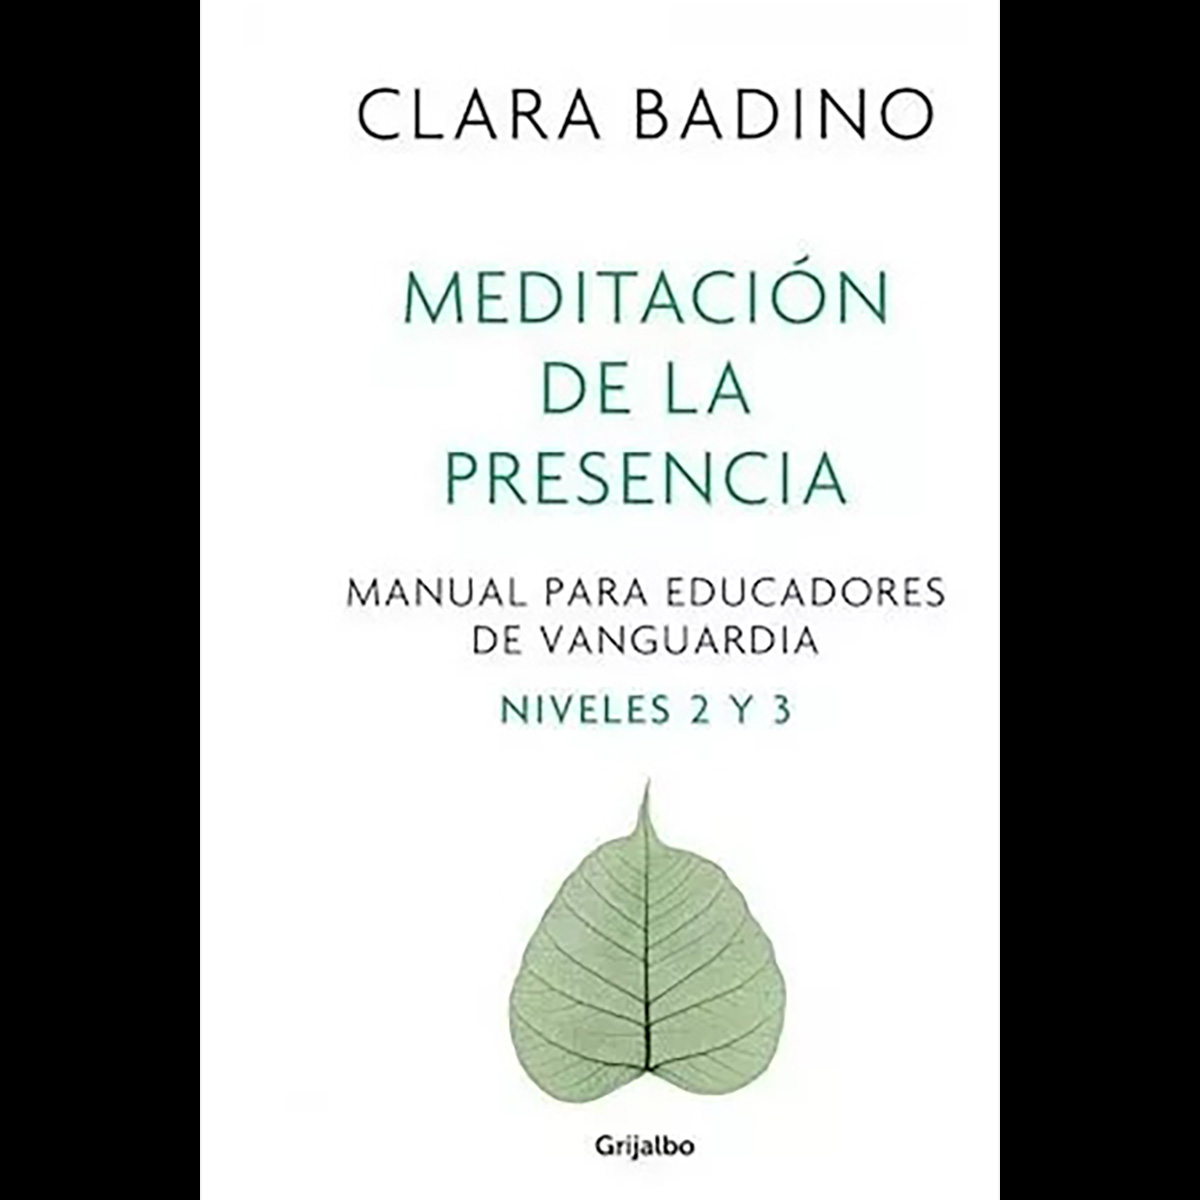 CLARA BADINO
MEDITACIÓN
DE LA
PRESENCIA
MANUAL PARA EDUCADORES
DE VANGUARDIA
NIVELES 2 Y 3
Grijalbo